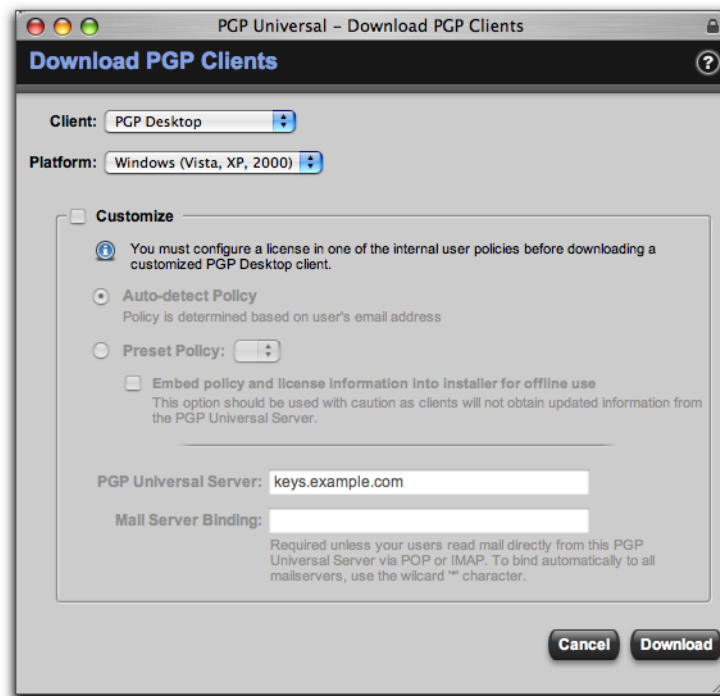 PGP Universal – Download PGP Clients
Download PGP Clients
?
Client: PGP Desktop
Platform: Windows (Vista, XP, 2000)
Customize
i
You must configure a license in one of the internal user policies before downloading a
customized PGP Desktop client.
Auto-detect Policy
Policy is determined based on user's email address
Preset Policy:
Embed policy and license information into installer for offline use
This option should be used with caution as clients will not obtain updated information from
the PGP Universal Server.
PGP Universal Server: keys.example.com
Mail Server Binding:
Required unless your users read mail directly from this PGP
Universal Server via POP or IMAP. To bind automatically to all
mailservers, use the wilcard "*" character.
Cancel Download